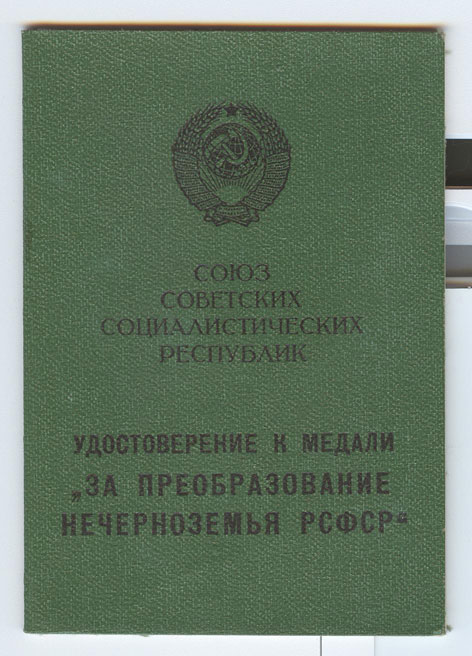 СОЮЗ
СОВЕТСКИХ
СОЦИАЛИСТИЧЕСКИХ
РЕСПУБЛИК
УДОСТОВЕРЕНИЕ К МЕДАЛИ
„ЗА ПРЕОБРАЗОВАНИЕ
НЕЧЕРНОЗЕМЬЯ РСФСР“